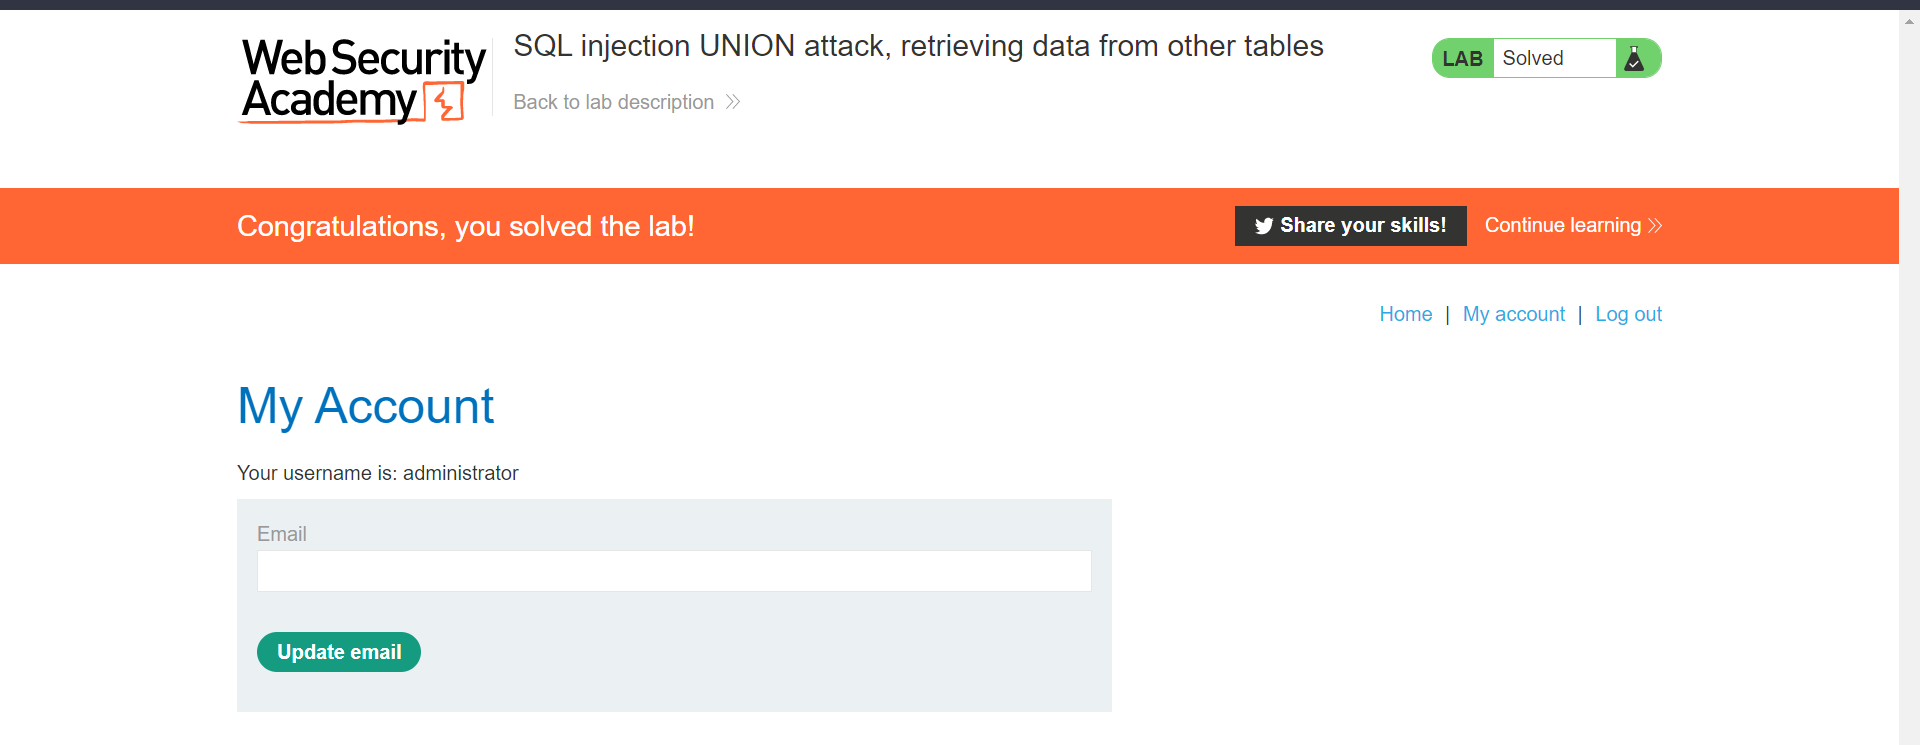 Web Security
Academy
SQL injection UNION attack, retrieving data from other tables
Back to lab description
LAB Solved
Congratulations, you solved the lab!
Share your skills! Continue learning
Home | My account | Log out
My Account
Your username is: administrator
Email
Update email